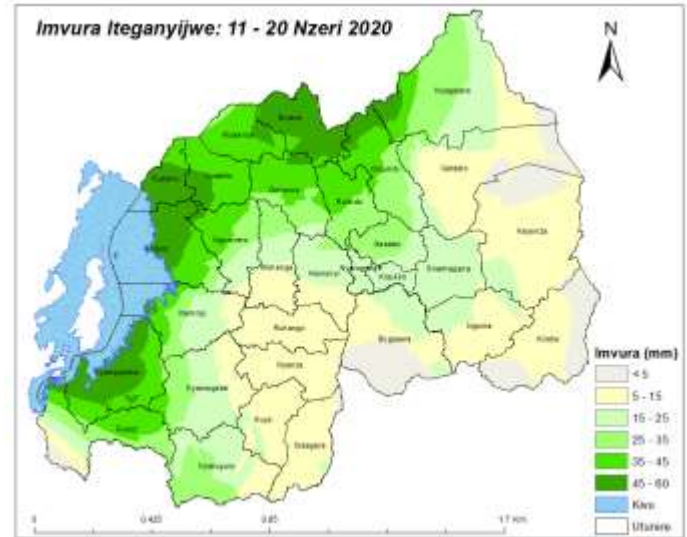 Imvura Iteganyijwe: 11 - 20 Nzeri 2020
N
Nyagatare
Burera
Musanze
Gatsibo
Gicumbi
Rubavu
Nyabihu
Gakenke
Rulindo
Kayonza
Rutsiro
Ngororero
Gasabo
Muhanga
Kamonyi
Nyarugenge
Kicukiro
Rwamagana
Karongi
Ruhango
Bugesera
Ngoma
Kirehe
Nyamasheke
Nyanza
Nyamagabe
Rusizi
Huye
Gisagara
Nyaruguru
Imvura (mm)
< 5
5 - 15
15 - 25
25 - 35
35 - 45
45 - 60
Kivu
Uturere
0 0.425 0.85 1.7 Km